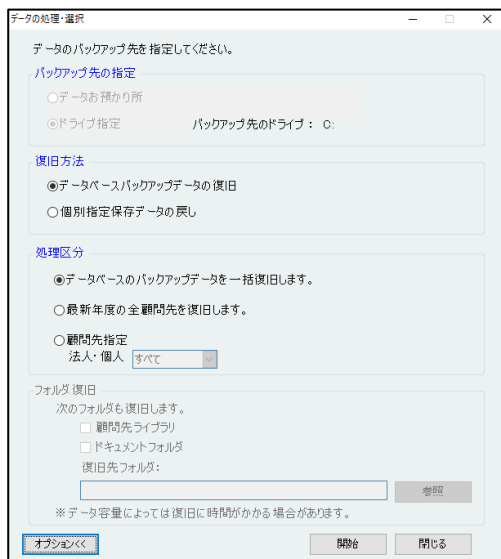 データの処理・選択
データのバックアップ先を指定してください。
バックアップ先の指定
データお預かり所
ドライブ指定 バックアップ先のドライブ： C:
復旧方法
データベースバックアップデータの復旧
個別指定保存データの戻し
処理区分
データベースのバックアップデータを一括復旧します。
最新年度の全顧問先を復旧します。
顧問先指定
法人・個人 すべて
フォルダ復旧
次のフォルダも復旧します。
顧問先ライブラリ
ドキュメントフォルダ
復旧先フォルダ：
参照
※データ容量によっては復旧に時間がかかる場合があります。
オプション<< 開始 閉じる